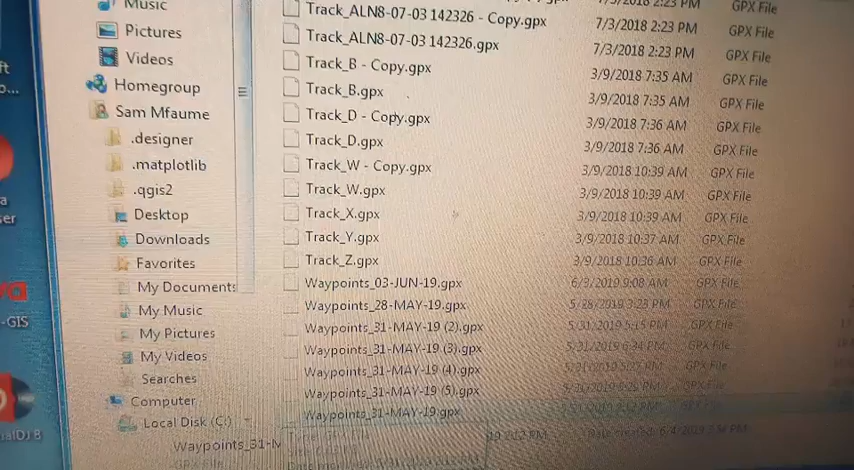 Music
Pictures
Videos
Homegroup
Sam Mfaume
.designer
.matplotlib
.qgis2
Desktop
Downloads
Favorites
My Documents
My Music
My Pictures
My Videos
Searches
Computer
Local Disk (C:)
Track_ALN8-07-03 142326 - Copy.gpx 7/3/2018 2:23 PM GPX File
Track_ALN8-07-03 142326.gpx 7/3/2018 2:23 PM GPX File
Track_B - Copy.gpx 3/9/2018 7:35 AM GPX File
Track_B.gpx 3/9/2018 7:35 AM GPX File
Track_D - Copy.gpx 3/9/2018 7:36 AM GPX File
Track_D.gpx 3/9/2018 7:36 AM GPX File
Track_W - Copy.gpx 3/9/2018 10:39 AM GPX File
Track_W.gpx 3/9/2018 10:39 AM GPX File
Track_X.gpx 3/9/2018 10:39 AM GPX File
Track_Y.gpx 3/9/2018 10:37 AM GPX File
Track_Z.gpx 3/9/2018 10:36 AM GPX File
Waypoints_03-JUN-19.gpx 6/3/2019 9:08 AM GPX File
Waypoints_28-MAY-19.gpx 5/28/2019 3:23 PM GPX File
Waypoints_31-MAY-19 (2).gpx 5/31/2019 5:15 PM GPX File
Waypoints_31-MAY-19 (3).gpx 5/31/2019 6:34 PM GPX File
Waypoints_31-MAY-19 (4).gpx GPX File
Waypoints_31-MAY-19 (5).gpx GPX File
Waypoints_31-MAY-19.gpx
Waypoints_31-M
Date created:
-GIS